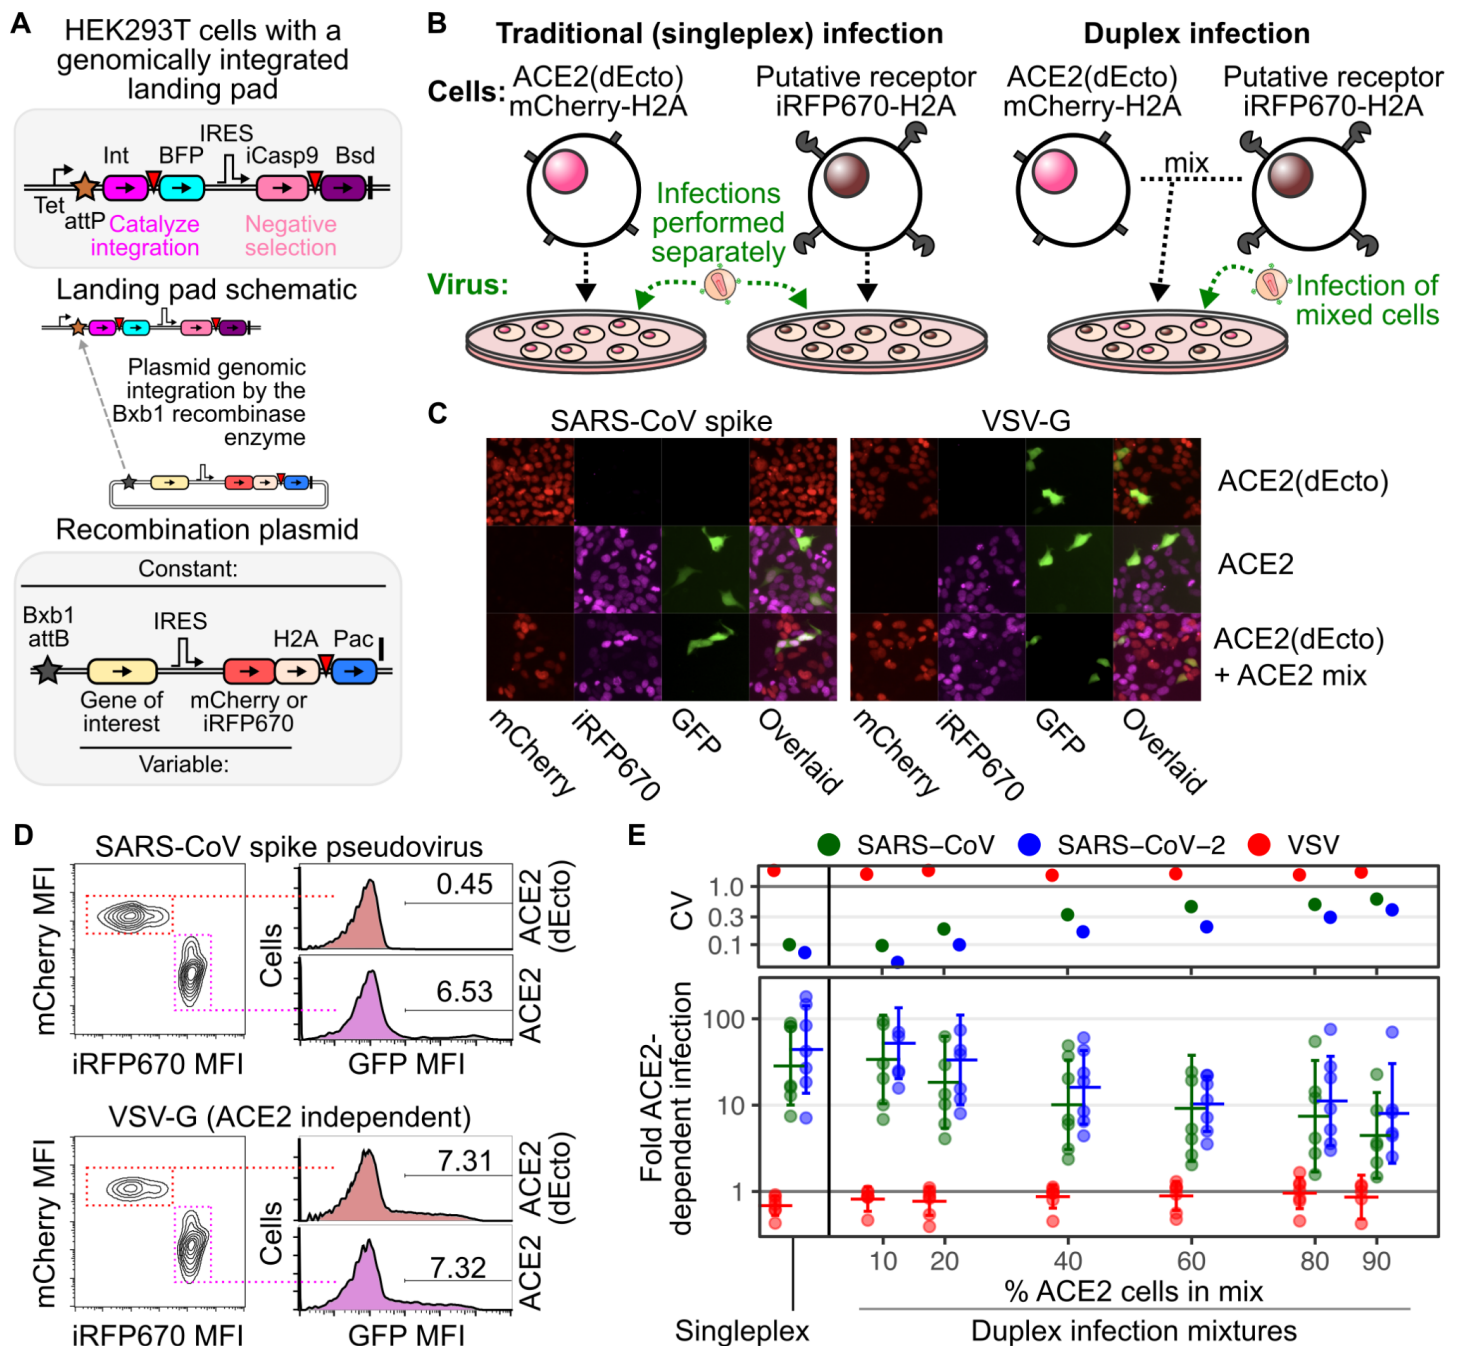 A
HEK293T cells with a
genomically integrated
landing pad
IRES
Int
BFP
iCasp9
Bsd
Tet
attP
Catalyze
integration
Negative
selection
Landing pad schematic
Plasmid genomic
integration by the
Bxb1 recombinase
enzyme
Recombination plasmid
Constant:
Bxb1
attB
IRES
H2A
Pac
Gene of
interest
mCherry or
iRFP670
Variable:
B
Traditional (singleplex) infection
Duplex infection
Cells:
ACE2(dEcto)
mCherry-H2A
Putative receptor
iRFP670-H2A
ACE2(dEcto)
mCherry-H2A
Putative receptor
iRFP670-H2A
mix
Infections
performed
separately
Virus:
Infection of
mixed cells
C
SARS-CoV spike
VSV-G
ACE2(dEcto)
ACE2
ACE2(dEcto)
+ ACE2 mix
mCherry
iRFP670
GFP
Overlaid
mCherry
iRFP670
GFP
Overlaid
D
SARS-CoV spike pseudovirus
mCherry MFI
iRFP670 MFI
Cells
0.45
ACE2
(dEcto)
6.53
ACE2
GFP MFI
VSV-G (ACE2 independent)
mCherry MFI
iRFP670 MFI
Cells
7.31
ACE2
(dEcto)
7.32
ACE2
GFP MFI
E
SARS-CoV
SARS-CoV-2
VSV
CV
1.0
0.3
0.1
Fold ACE2-
dependent infection
100
10
1
10
20
40
60
80
90
% ACE2 cells in mix
Singleplex
Duplex infection mixtures